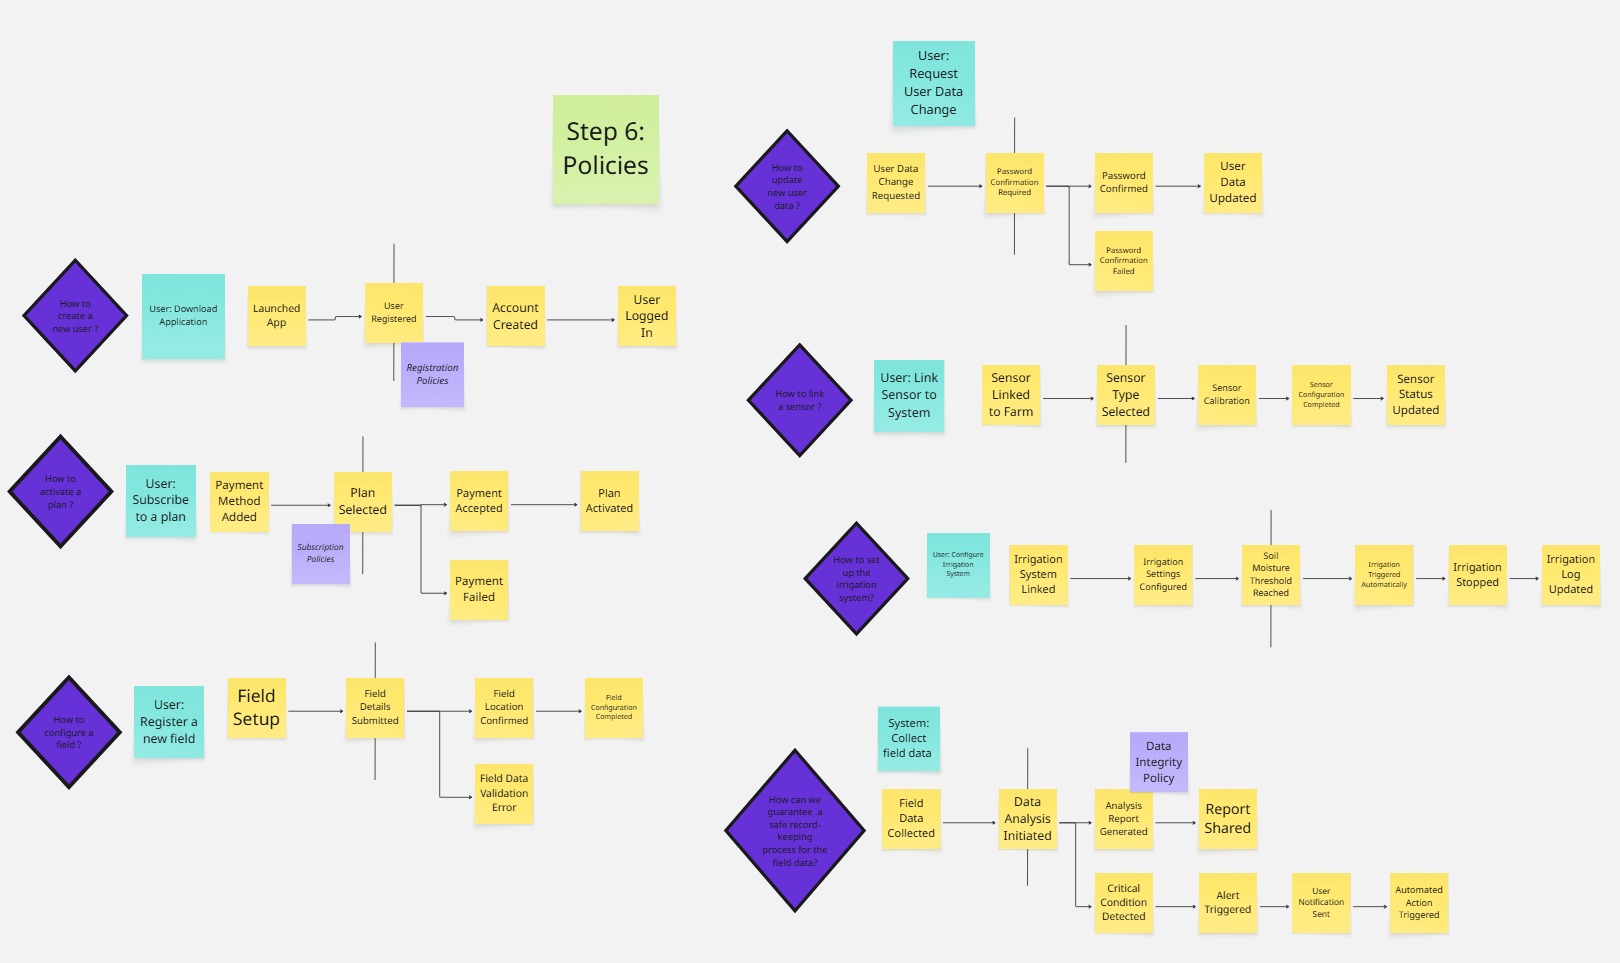 Step 6:
Policies
How to
create a
new user ?
User: Download
Application
Launched
App
User
Registered
Registration
Policies
Account
Created
User
Logged
In
How to
activate a
plan ?
User:
Subscribe
to a plan
Payment
Method
Added
Plan
Selected
Subscription
Policies
Payment
Accepted
Plan
Activated
Payment
Failed
How to
configure a
field ?
User:
Register a
new field
Field
Setup
Field
Details
Submitted
Field
Location
Confirmed
Field
Configuration
Completed
Field Data
Validation
Error
User:
Request
User Data
Change
How to
update
new user
data ?
User Data
Change
Requested
Password
Confirmation
Required
Password
Confirmed
User
Data
Updated
Password
Confirmation
Failed
How to link
a sensor ?
User: Link
Sensor to
System
Sensor
Linked
to Farm
Sensor
Type
Selected
Sensor
Calibration
Sensor
Configuration
Completed
Sensor
Status
Updated
How to set
up the
irrigation
system?
User: Configure
Irrigation
System
Irrigation
System
Linked
Irrigation
Settings
Configured
Soil
Moisture
Threshold
Reached
Irrigation
Triggered
Automatically
Irrigation
Stopped
Irrigation
Log
Updated
System:
Collect
field data
How can we
guarantee  a
safe record-
keeping
process for the
field data?
Field
Data
Collected
Data
Analysis
Initiated
Data
Integrity
Policy
Analysis
Report
Generated
Report
Shared
Critical
Condition
Detected
Alert
Triggered
User
Notification
Sent
Automated
Action
Triggered